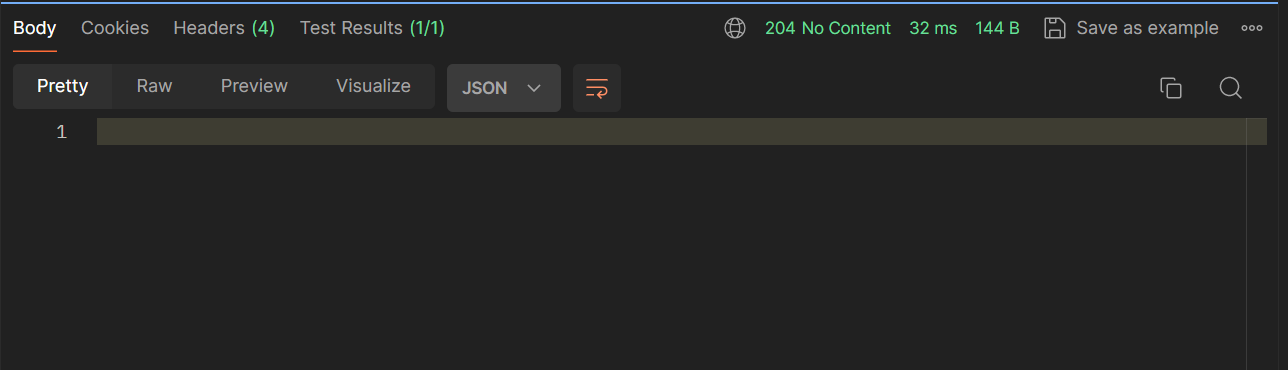 Body Cookies Headers (4) Test Results (1/1) 204 No Content 32 ms 144 B Save as example
Pretty Raw Preview Visualize JSON
1